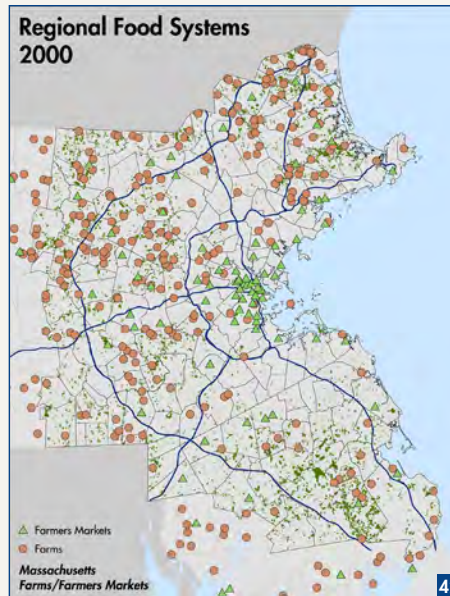 Regional Food Systems
2000
Farmers Markets
Farms
Massachusetts
Farms/Farmers Markets
4